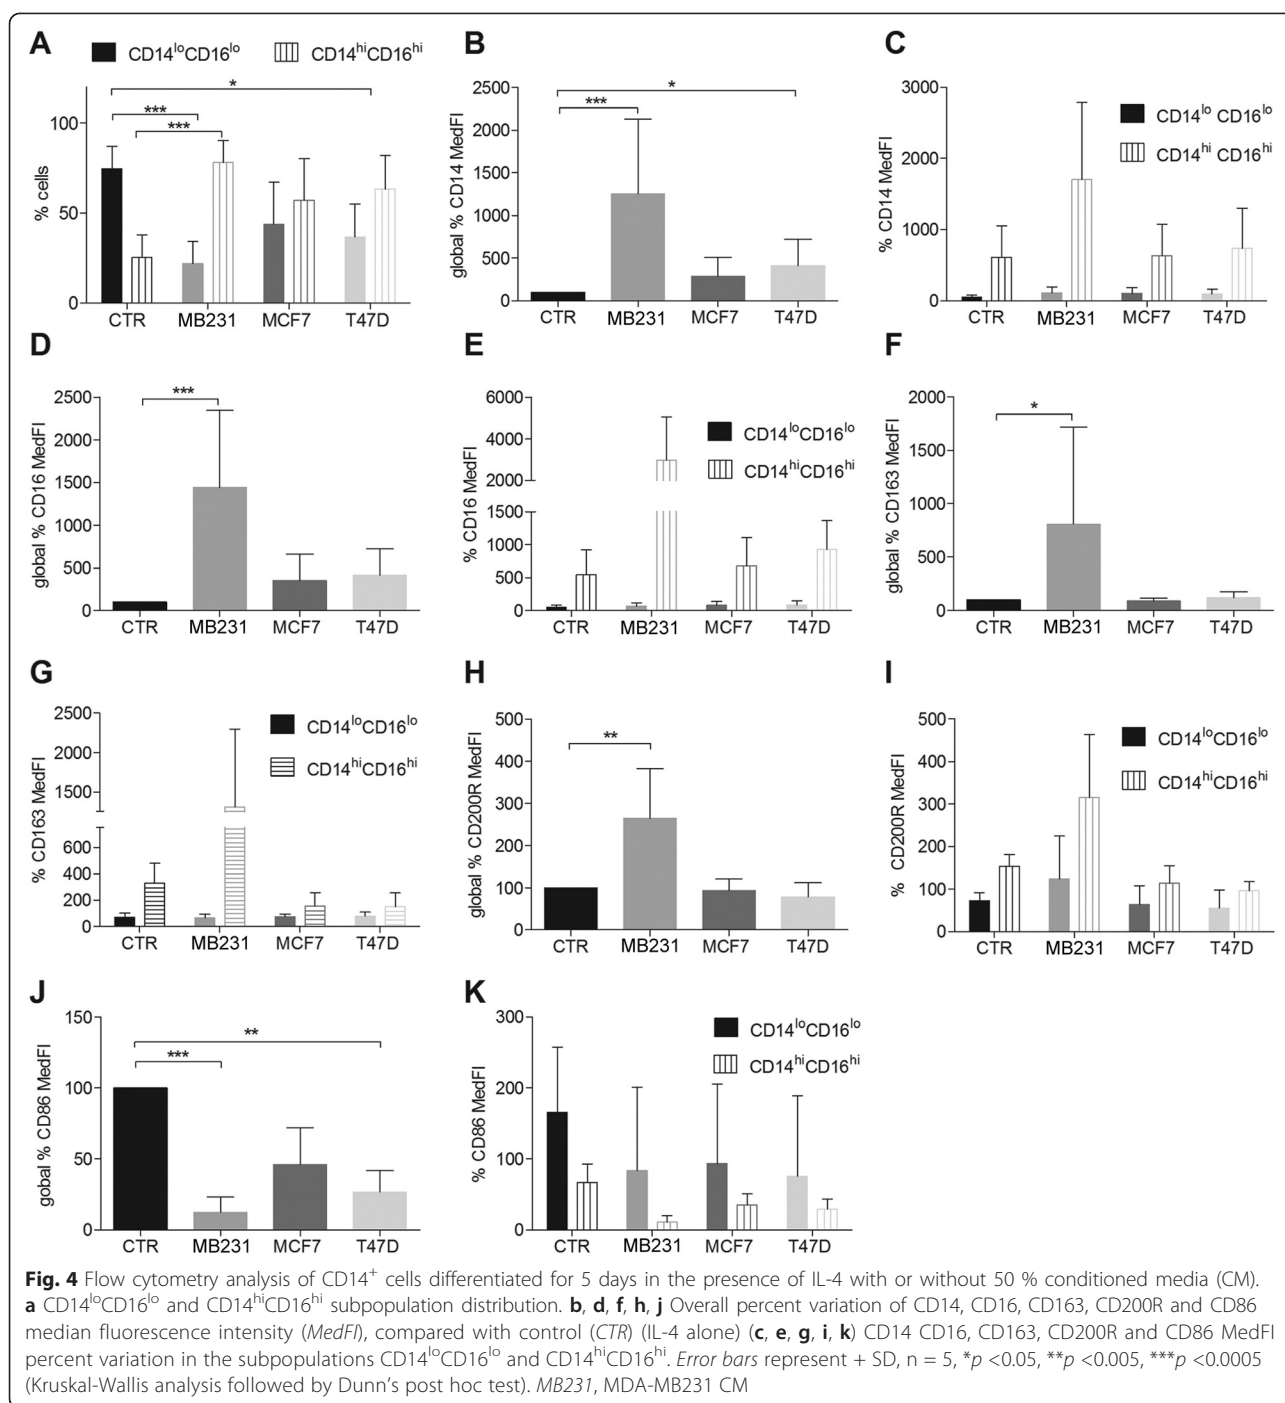 A
CD14loCD16lo
CD14hiCD16hi
*
***
***
100
50
0
% cells
CTR MB231 MCF7 T47D
B
*
***
2500
2000
1500
1000
500
0
global % CD14 MedFI
CTR MB231 MCF7 T47D
C
CD14lo CD16lo
CD14hi CD16hi
3000
2000
1000
0
% CD14 MedFI
CTR MB231 MCF7 T47D
D
***
2500
2000
1500
1000
500
0
global % CD16 MedFI
CTR MB231 MCF7 T47D
E
CD14loCD16lo
CD14hiCD16hi
6000
4000
2000
1500
1000
500
0
% CD16 MedFI
CTR MB231 MCF7 T47D
F
*
2000
1500
1000
500
0
global % CD163 MedFI
CTR MB231 MCF7 T47D
G
CD14loCD16lo
CD14hiCD16hi
2500
2000
1500
600
400
200
0
% CD163 MedFI
CTR MB231 MCF7 T47D
H
**
500
400
300
200
100
0
global % CD200R MedFI
CTR MB231 MCF7 T47D
I
CD14loCD16lo
CD14hiCD16hi
500
400
300
200
100
0
% CD200R MedFI
CTR MB231 MCF7 T47D
J
**
***
150
100
50
0
gobal % CD86 MedFI
CTR MB231 MCF7 T47D
K
CD14loCD16lo
CD14hiCD16hi
300
200
100
0
% CD86 MedFI
CTR MB231 MCF7 T47D
Fig. 4 Flow cytometry analysis of CD14+ cells differentiated for 5 days in the presence of IL-4 with or without 50 % conditioned media (CM).
a CD14loCD16lo and CD14hiCD16hi subpopulation distribution. b, d, f, h, j Overall percent variation of CD14, CD16, CD163, CD200R and CD86
median fluorescence intensity (MedFI), compared with control (CTR) (IL-4 alone) (c, e, g, i, k) CD14 CD16, CD163, CD200R and CD86 MedFI
percent variation in the subpopulations CD14loCD16lo and CD14hiCD16hi. Error bars represent + SD, n = 5, *p <0.05, **p <0.005, ***p <0.0005
(Kruskal-Wallis analysis followed by Dunn's post hoc test). MB231, MDA-MB231 CM